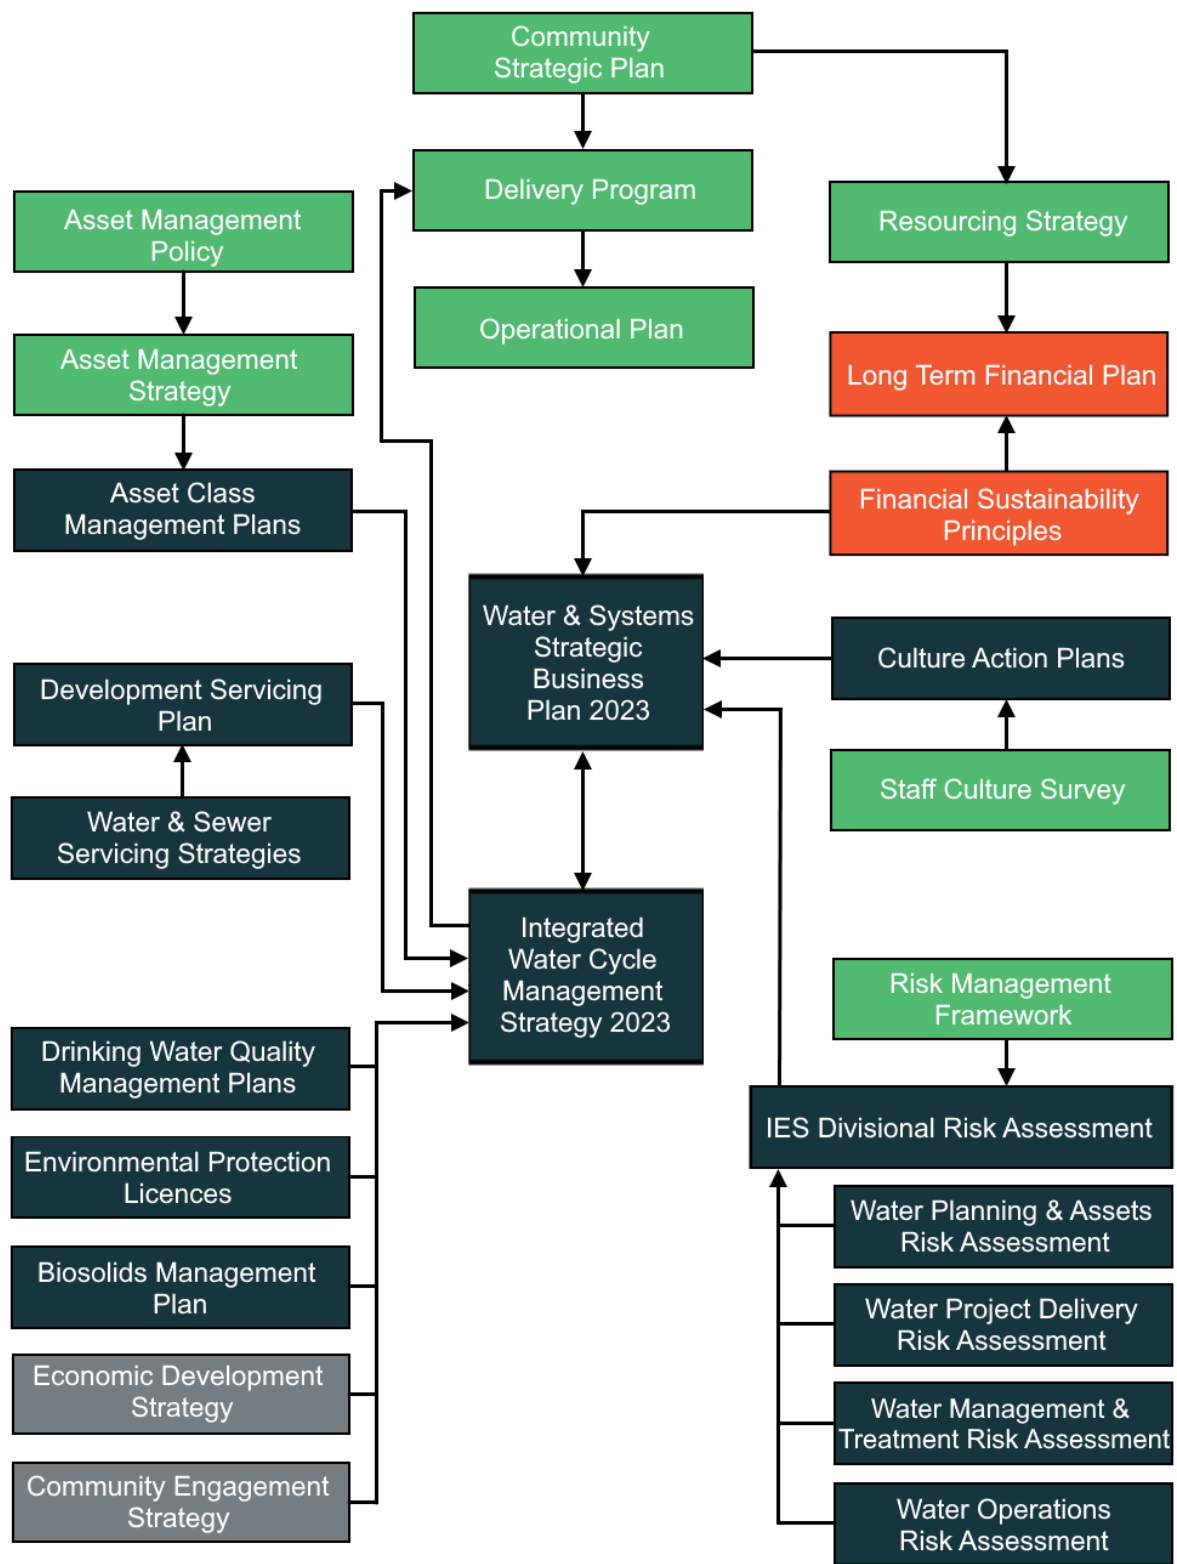 Community
Strategic Plan
Delivery Program
Operational Plan
Resourcing Strategy
Long Term Financial Plan
Financial Sustainability
Principles
Asset Management
Policy
Asset Management
Strategy
Asset Class
Management Plans
Development Servicing
Plan
Water & Sewer
Servicing Strategies
Water & Systems
Strategic
Business
Plan 2023
Culture Action Plans
Staff Culture Survey
Integrated
Water Cycle
Management
Strategy 2023
Risk Management
Framework
IES Divisional Risk Assessment
Drinking Water Quality
Management Plans
Environmental Protection
Licences
Biosolids Management
Plan
Economic Development
Strategy
Community Engagement
Strategy
Water Planning & Assets
Risk Assessment
Water Project Delivery
Risk Assessment
Water Management &
Treatment Risk Assessment
Water Operations
Risk Assessment